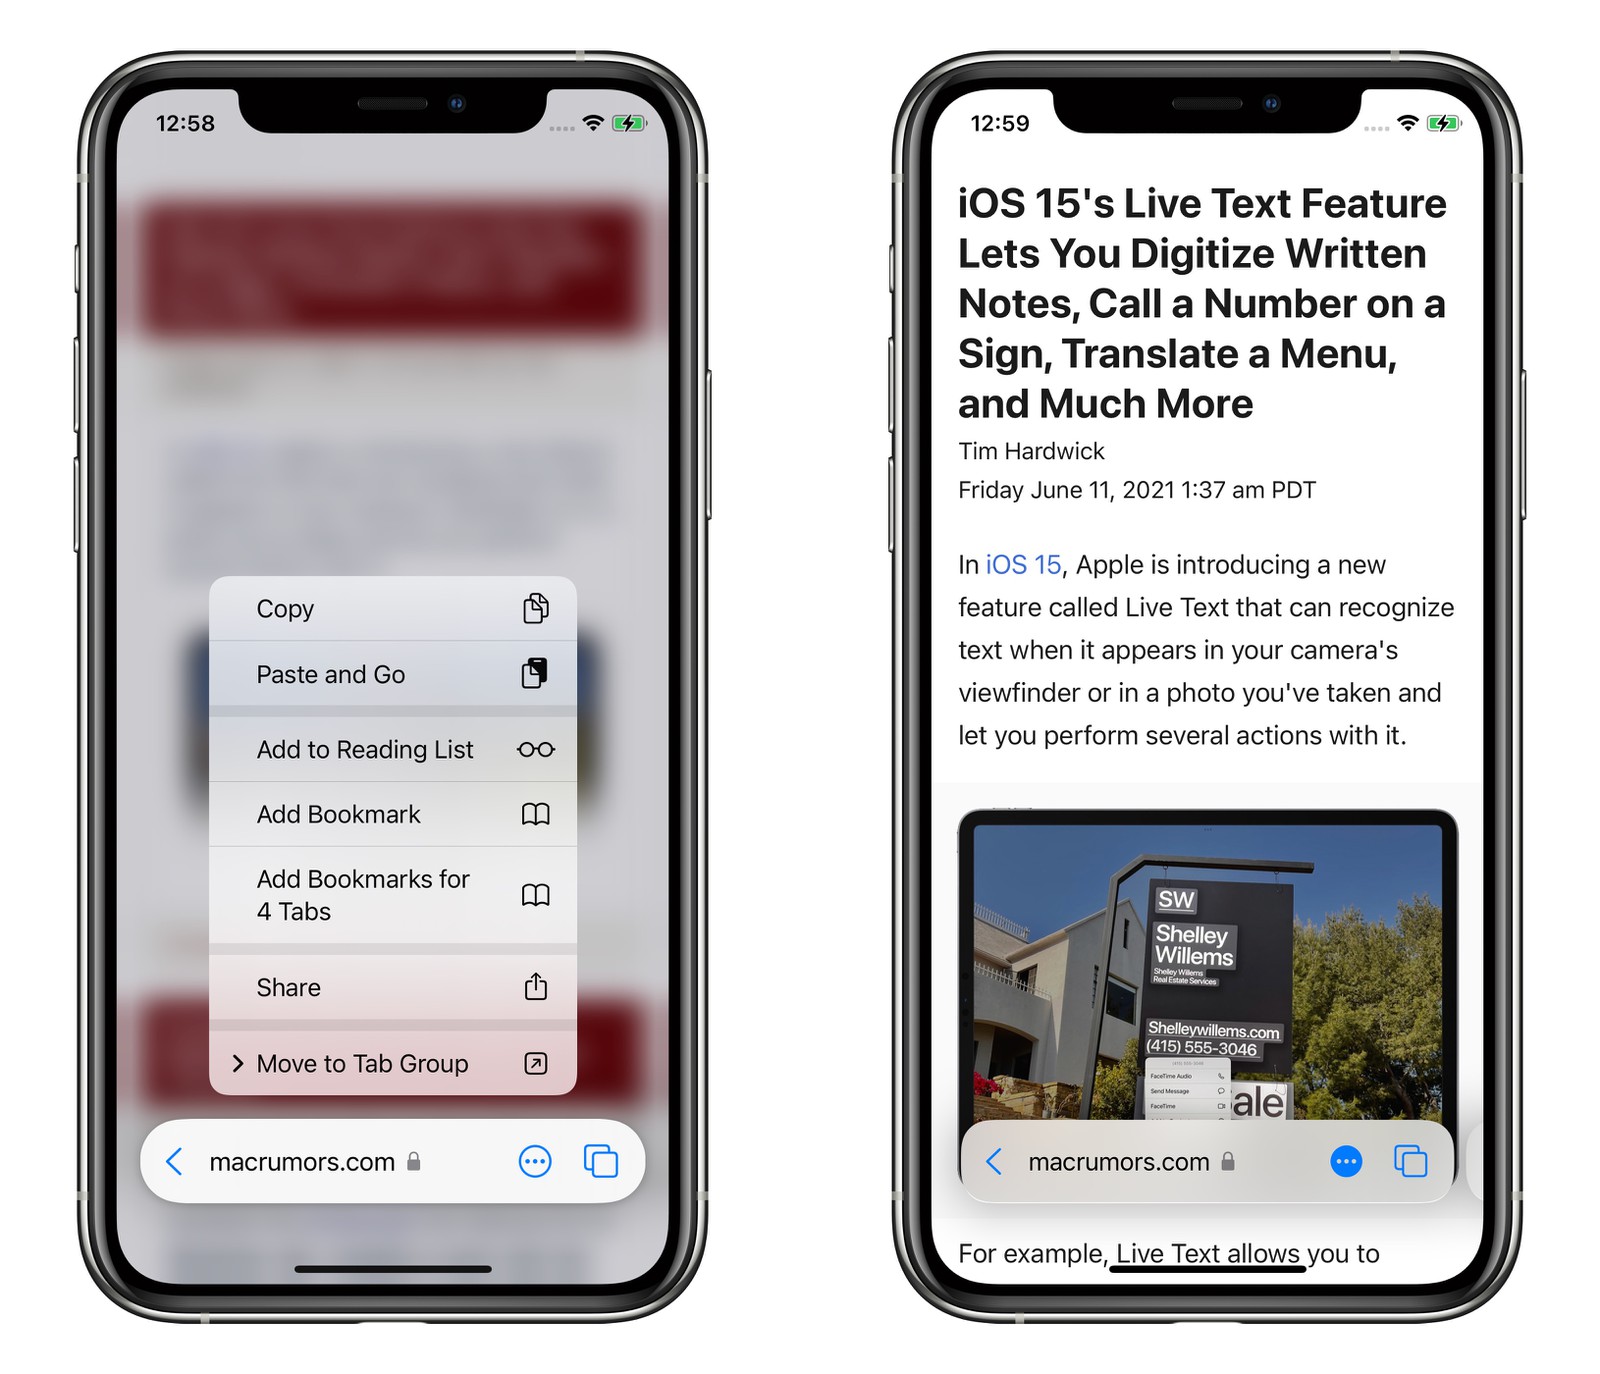 12:58
Copy
Paste and Go
Add to Reading List
Add Bookmark
Add Bookmarks for
4 Tabs
Share
Move to Tab Group
macrumors.com
12:59
iOS 15's Live Text Feature
Lets You Digitize Written
Notes, Call a Number on a
Sign, Translate a Menu,
and Much More
Tim Hardwick
Friday June 11, 2021 1:37 am PDT
In iOS 15, Apple is introducing a new
feature called Live Text that can recognize
text when it appears in your camera's
viewfinder or in a photo you've taken and
let you perform several actions with it.
SW
Shelley
Willems
Shelley Willems
Real Estate Services
Shelleywillems.com
(415) 555-3046
(415) 555-3046
FaceTime Audio
Send Message
FaceTime
ale
macrumors.com
For example, Live Text allows you to